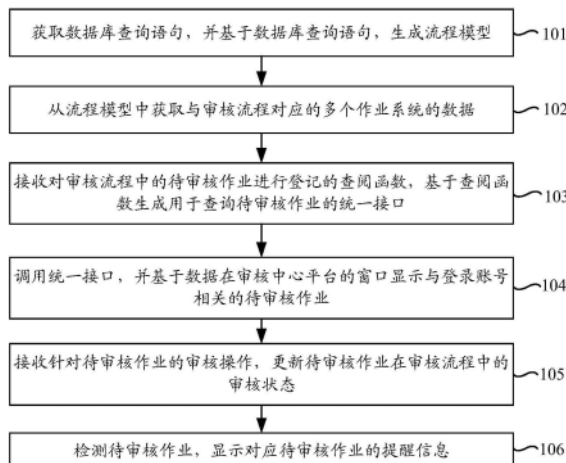 获取数据库查询语句，并基于数据库查询语句，生成流程模型
101
从流程模型中获取与审核流程对应的多个作业系统的数据
102
接收对审核流程中的待审核作业进行登记的查阅函数，基于查阅函
数生成用于查询待审核作业的统一接口
103
调用统一接口，并基于数据在审核中心平台的窗口显示与登录账号
相关的待审核作业
104
接收针对待审核作业的审核操作，更新待审核作业在审核流程中的
审核状态
105
检测待审核作业，显示对应待审核作业的提醒信息
106